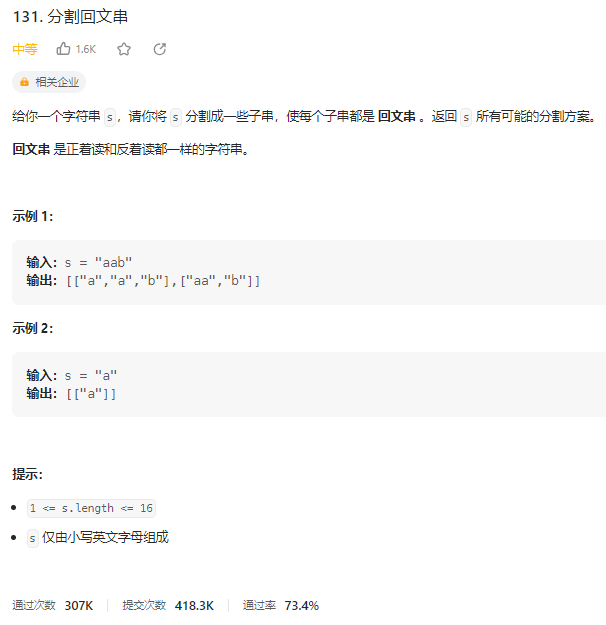 131. 分割回文串
中等 1.6K
相关企业
给你一个字符串 s，请你将 s 分割成一些子串，使每个子串都是 回文串 。返回 s 所有可能的分割方案。
回文串 是正着读和反着读都一样的字符串。
示例 1：
输入：s = "aab"
输出：[["a","a","b"],["aa","b"]]
示例 2：
输入：s = "a"
输出：[["a"]]
提示：
1 <= s.length <= 16
s 仅由小写英文字母组成
通过次数 307K 提交次数 418.3K 通过率 73.4%